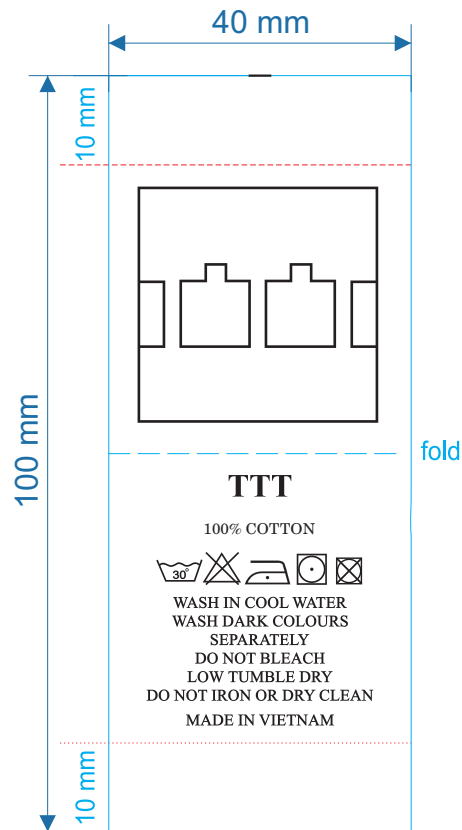 40 mm
10 mm
100 mm
fold
TTT
100% COTTON
30°
WASH IN COOL WATER
WASH DARK COLOURS
SEPARATELY
DO NOT BLEACH
LOW TUMBLE DRY
DO NOT IRON OR DRY CLEAN
MADE IN VIETNAM
10 mm